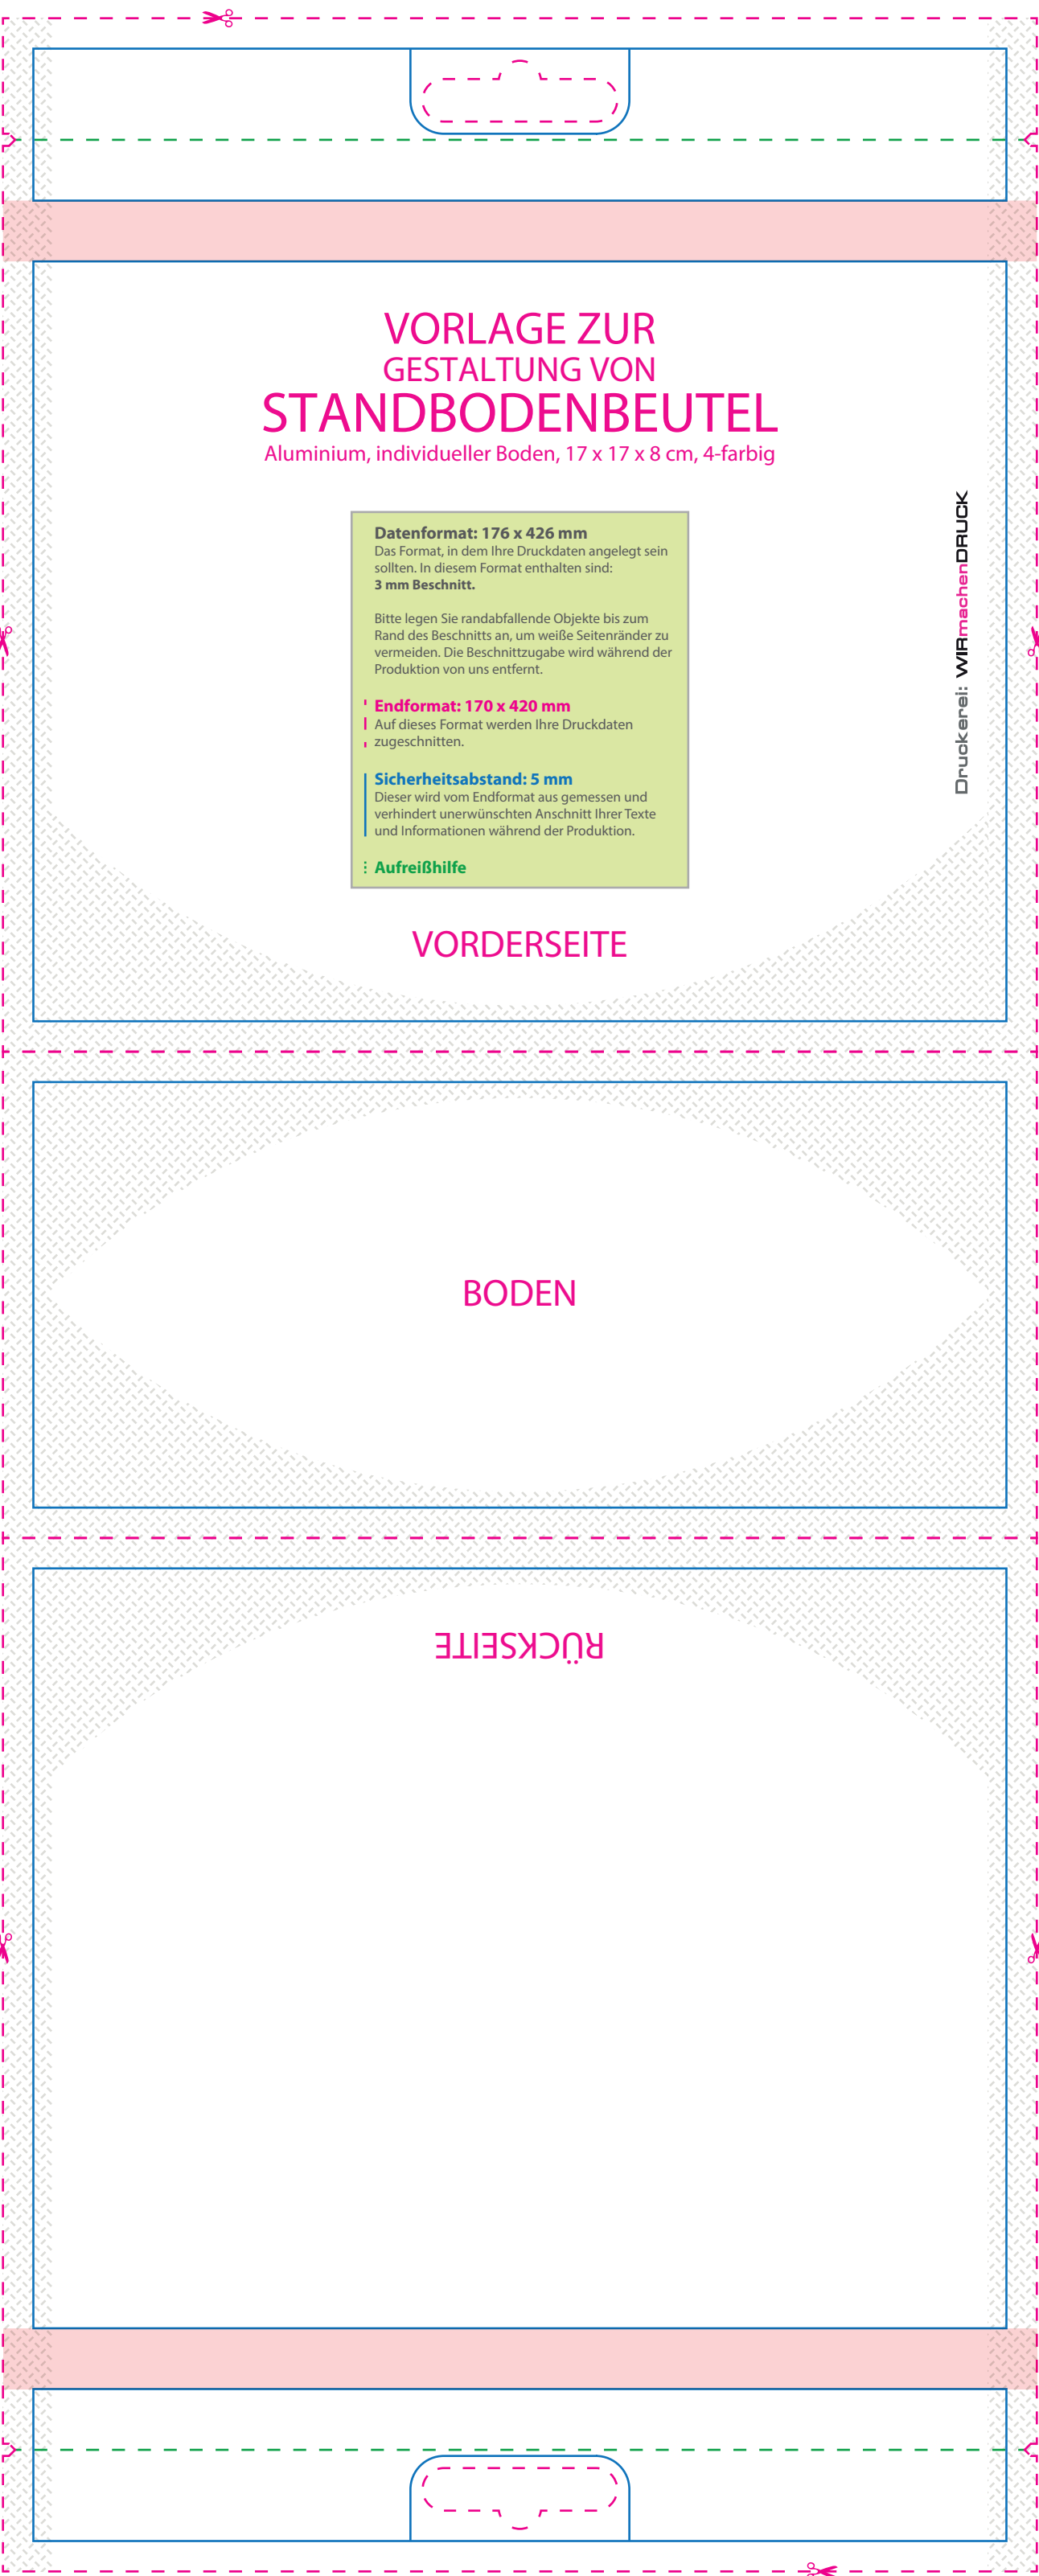 VORLAGE ZUR
GESTALTUNG VON
STANDBODENBEUTEL
Aluminium, individueller Boden, 17 x 17 x 8 cm, 4-farbig
Datenformat: 176 x 426 mm
Das Format, in dem Ihre Druckdaten angelegt sein
sollten. In diesem Format enthalten sind:
3 mm Beschnitt.
Bitte legen Sie randabfallende Objekte bis zum
Rand des Beschnitts an, um weiße Seitenränder zu
vermeiden. Die Beschnittzugabe wird während der
Produktion von uns entfernt.
Endformat: 170 x 420 mm
Auf dieses Format werden Ihre Druckdaten
zugeschnitten.
Sicherheitsabstand: 5 mm
Dieser wird vom Endformat aus gemessen und
verhindert unerwünschten Anschnitt Ihrer Texte
und Informationen während der Produktion.
Aufreißhilfe
Druckerei: WIRmachenDRUCK
VORDERSEITE
BODEN
RÜCKSEITE